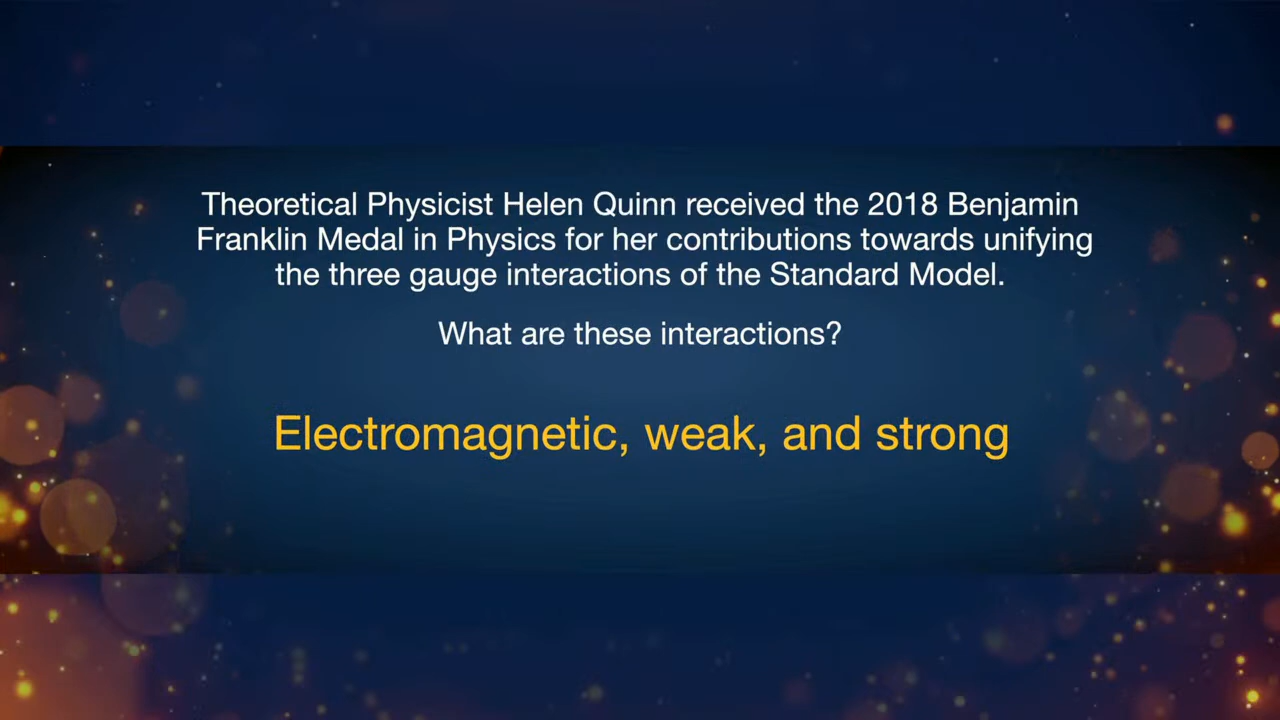 Theoretical Physicist Helen Quinn received the 2018 Benjamin
Franklin Medal in Physics for her contributions towards unifying
the three gauge interactions of the Standard Model.
What are these interactions?
Electromagnetic, weak, and strong